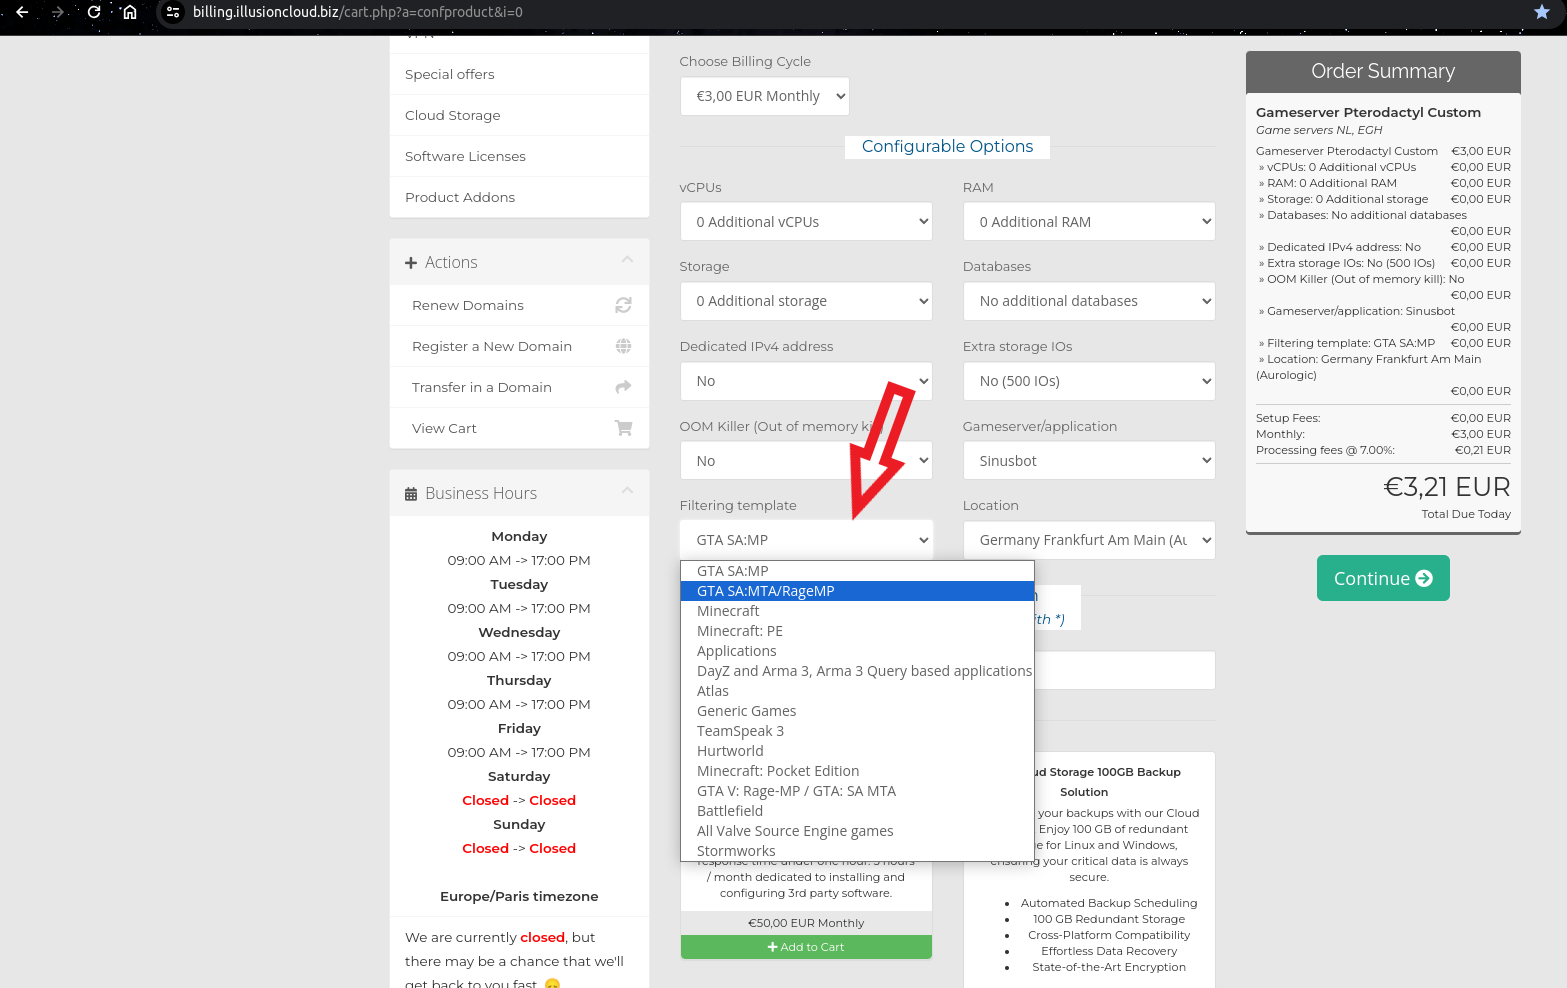 billing.illusioncloud.biz/cart.php?a=confproduct&i=0
Special offers
Cloud Storage
Software Licenses
Product Addons
Actions
Renew Domains
Register a New Domain
Transfer in a Domain
View Cart
Business Hours
Monday
09:00 AM -> 17:00 PM
Tuesday
09:00 AM -> 17:00 PM
Wednesday
09:00 AM -> 17:00 PM
Thursday
09:00 AM -> 17:00 PM
Friday
09:00 AM -> 17:00 PM
Saturday
Closed -> Closed
Sunday
Closed -> Closed
Europe/Paris timezone
We are currently closed, but
there may be a chance that we'll
get back to you fast.
Choose Billing Cycle
€3,00 EUR Monthly
Configurable Options
vCPUs
0 Additional vCPUs
RAM
0 Additional RAM
Storage
0 Additional storage
Databases
No additional databases
Dedicated IPv4 address
No
Extra storage IOs
No (500 IOs)
OOM Killer (Out of memory
No
Gameserver/application
Sinusbot
Filtering template
GTA SA:MP
Location
Germany Frankfurt Am Main (Au
GTA SA:MP
GTA SA:MTA/RageMP
Minecraft
Minecraft: PE
Applications
DayZ and Arma 3, Arma 3 Query based applications
Atlas
Generic Games
TeamSpeak 3
Hurtworld
Minecraft: Pocket Edition
GTA V: Rage-MP / GTA: SA MTA
Battlefield
All Valve Source Engine games
Stormworks
*)
response time under one hour. 5 hours
/ month dedicated to installing and
configuring 3rd party software.
€50,00 EUR Monthly
Add to Cart
Storage 100GB Backup
Solution
your backups with our Cloud
Enjoy 100 GB of redundant
for Linux and Windows,
ensuring your critical data is always
secure.
• Automated Backup Scheduling
• 100 GB Redundant Storage
• Cross-Platform Compatibility
• Effortless Data Recovery
• State-of-the-Art Encryption
Order Summary
Gameserver Pterodactyl Custom
Game servers NL, EGH
Gameserver Pterodactyl Custom €3,00 EUR
» vCPUs: 0 Additional vCPUs €0,00 EUR
» RAM: 0 Additional RAM €0,00 EUR
» Storage: 0 Additional storage €0,00 EUR
» Databases: No additional databases
€0,00 EUR
» Dedicated IPv4 address: No €0,00 EUR
» Extra storage IOs: No (500 IOs) €0,00 EUR
» OOM Killer (Out of memory kill): No
€0,00 EUR
» Gameserver/application: Sinusbot
€0,00 EUR
» Filtering template: GTA SA:MP €0,00 EUR
» Location: Germany Frankfurt Am Main
(Aurologic)
€0,00 EUR
Setup Fees: €0,00 EUR
Monthly: €3,00 EUR
Processing fees @ 7.00%: €0,21 EUR
€3,21 EUR
Total Due Today
Continue